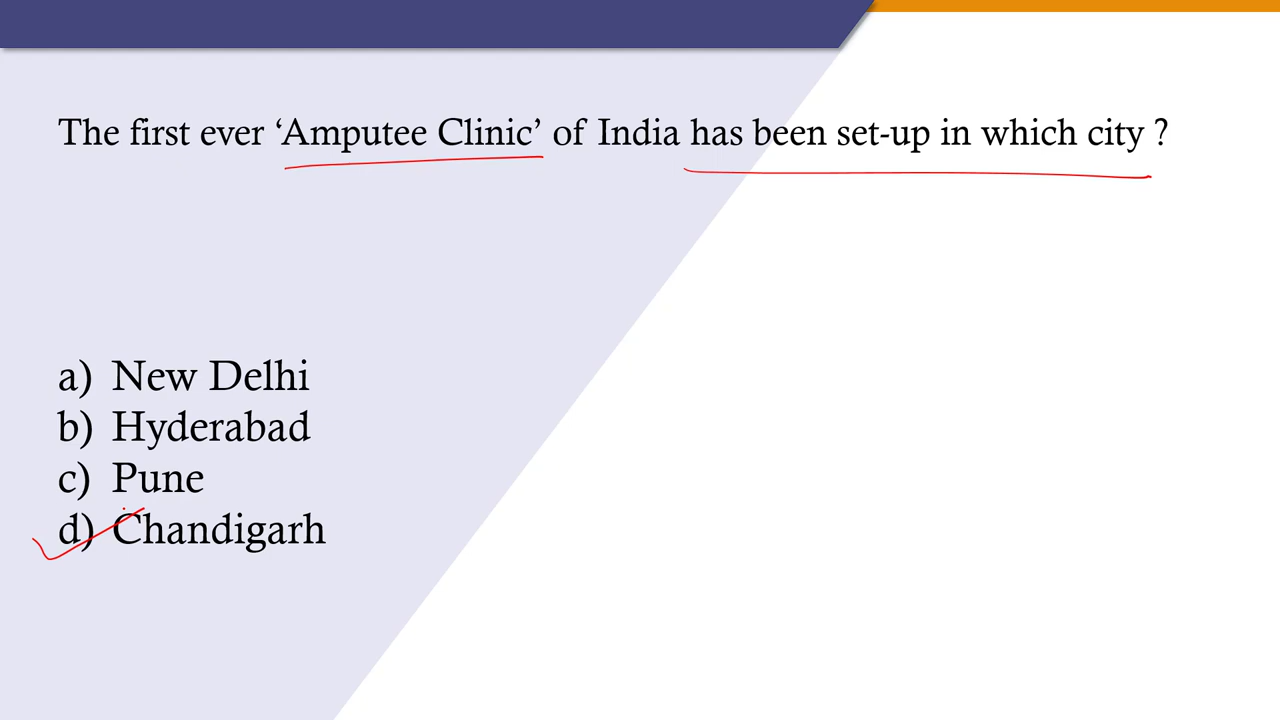 The first ever ‘Amputee Clinic’ of India has been set-up in which city ?
a) New Delhi
b) Hyderabad
c) Pune
d) Chandigarh